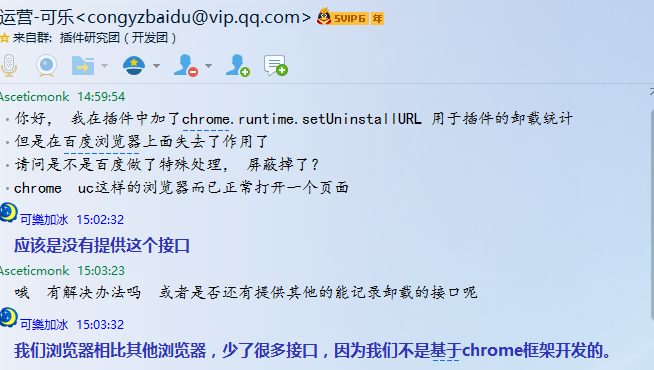 运营-可乐<congyzbaidu@vip.qq.com> SVIP6 年
来自群: 插件研究团（开发团）
Asceticmonk 14:59:54
你好， 我在插件中加了chrome.runtime.setUninstallURL 用于插件的卸载统计
但是在百度浏览器上面失去了作用了
请问是不是百度做了特殊处理， 屏蔽掉了？
chrome uc这样的浏览器而已正常打开一个页面
可樂加冰 15:02:32
应该是没有提供这个接口
Asceticmonk 15:03:23
哦 有解决办法吗 或者是否还有提供其他的能记录卸载的接口呢
可樂加冰 15:03:32
我们浏览器相比其他浏览器，少了很多接口，因为我们不是基于chrome框架开发的。